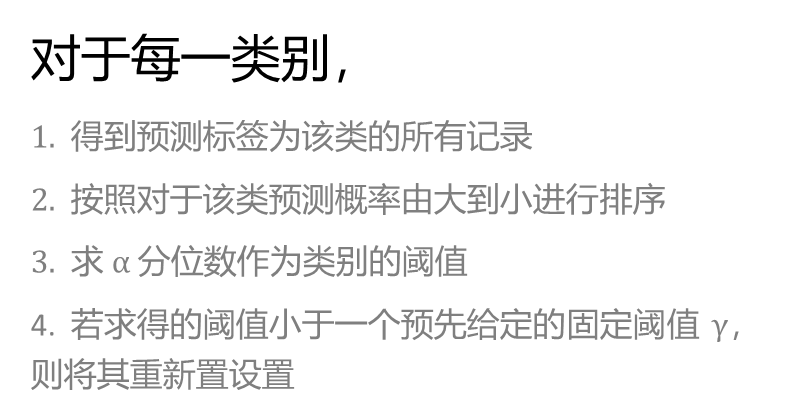 对于每一类别，
1. 得到预测标签为该类的所有记录
2. 按照对于该类预测概率由大到小进行排序
3. 求 α 分位数作为类别的阈值
4. 若求得的阈值小于一个预先给定的固定阈值 γ，
则将其重新置设置